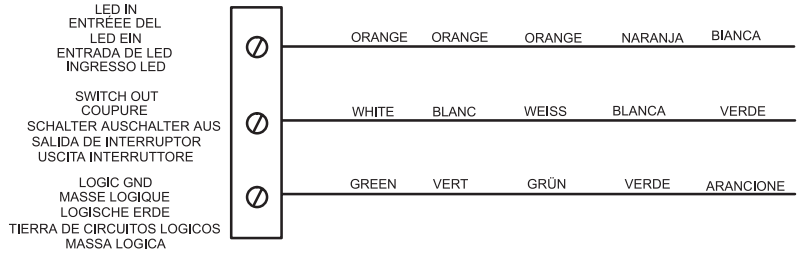 LED IN
ENTRÉEE DEL
LED EIN
ENTRADA DE LED
INGRESSO LED
ORANGE ORANGE ORANGE NARANJA BIANCA
SWITCH OUT
COUPURE
SCHALTER AUSCHALTER AUS
SALIDA DE INTERRUPTOR
USCITA INTERRUTTORE
WHITE BLANC WEISS BLANCA VERDE
LOGIC GND
MASSE LOGIQUE
LOGISCHE ERDE
TIERRA DE CIRCUITOS LOGICOS
MASSA LOGICA
GREEN VERT GRÜN VERDE ARANCIONE